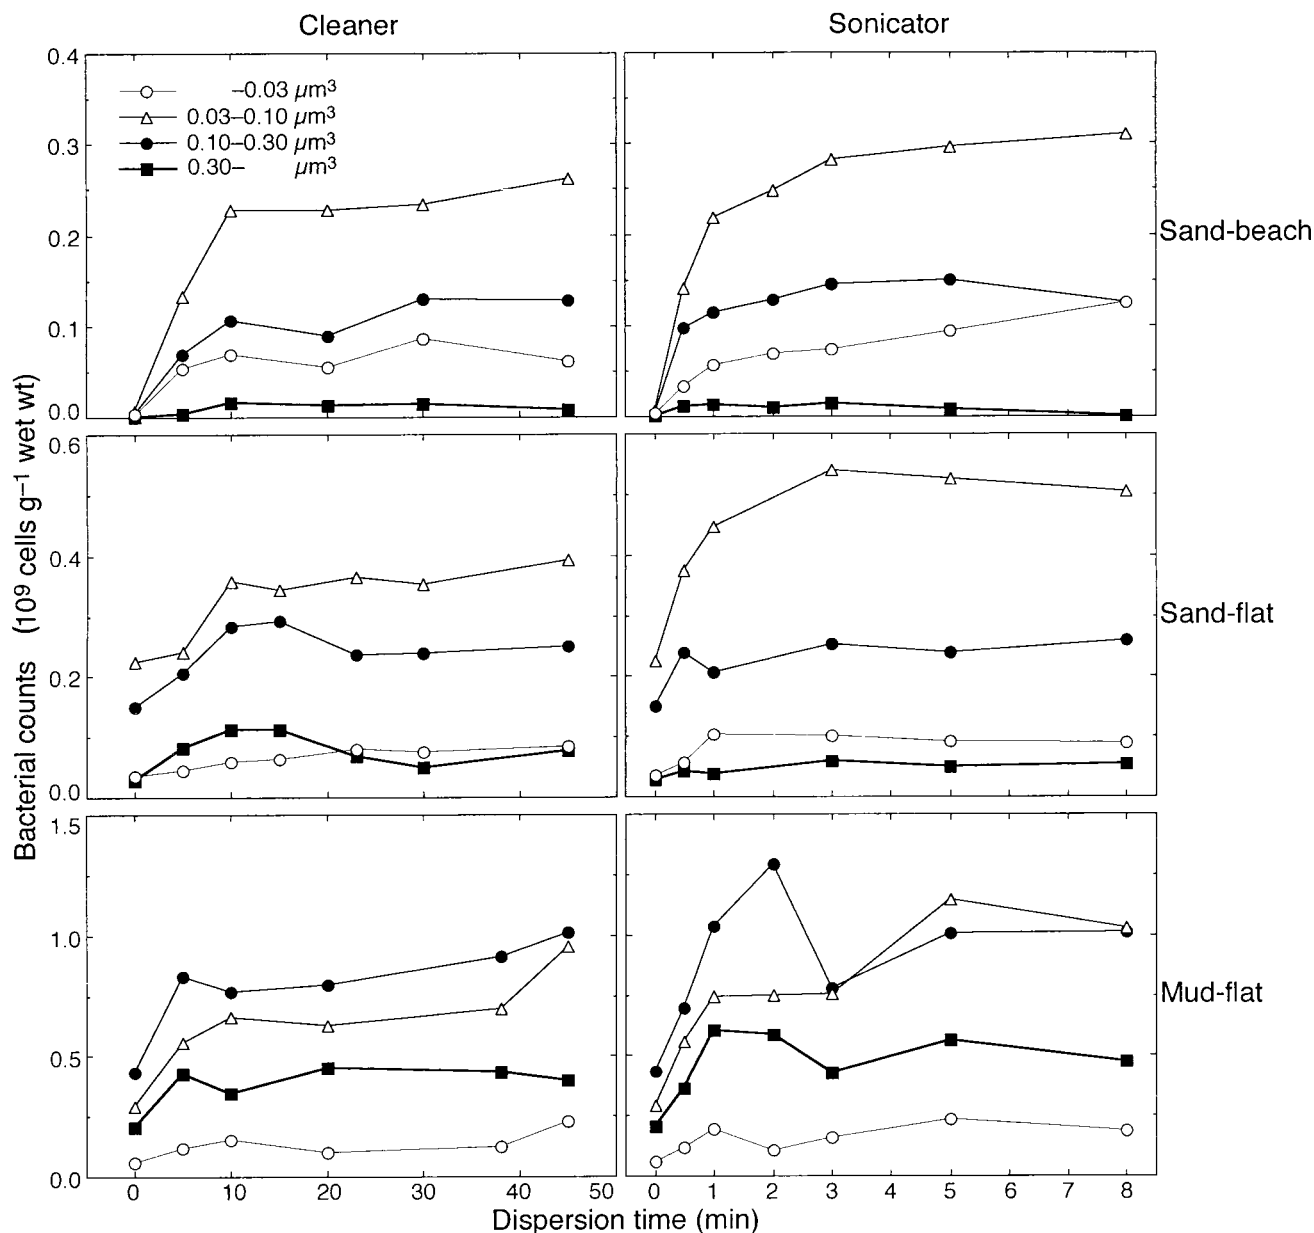 Cleaner
Sonicator
0.4
0.3
0.2
0.1
0.0
–0.03 µm³
0.03–0.10 µm³
0.10–0.30 µm³
0.30– µm³
Sand-beach
0.6
0.4
0.2
0.0
Sand-flat
1.5
1.0
0.5
0.0
Mud-flat
0 10 20 30 40 50
0 1 2 3 4 5 6 7 8
Dispersion time (min)
Bacterial counts (10⁹ cells g⁻¹ wet wt)